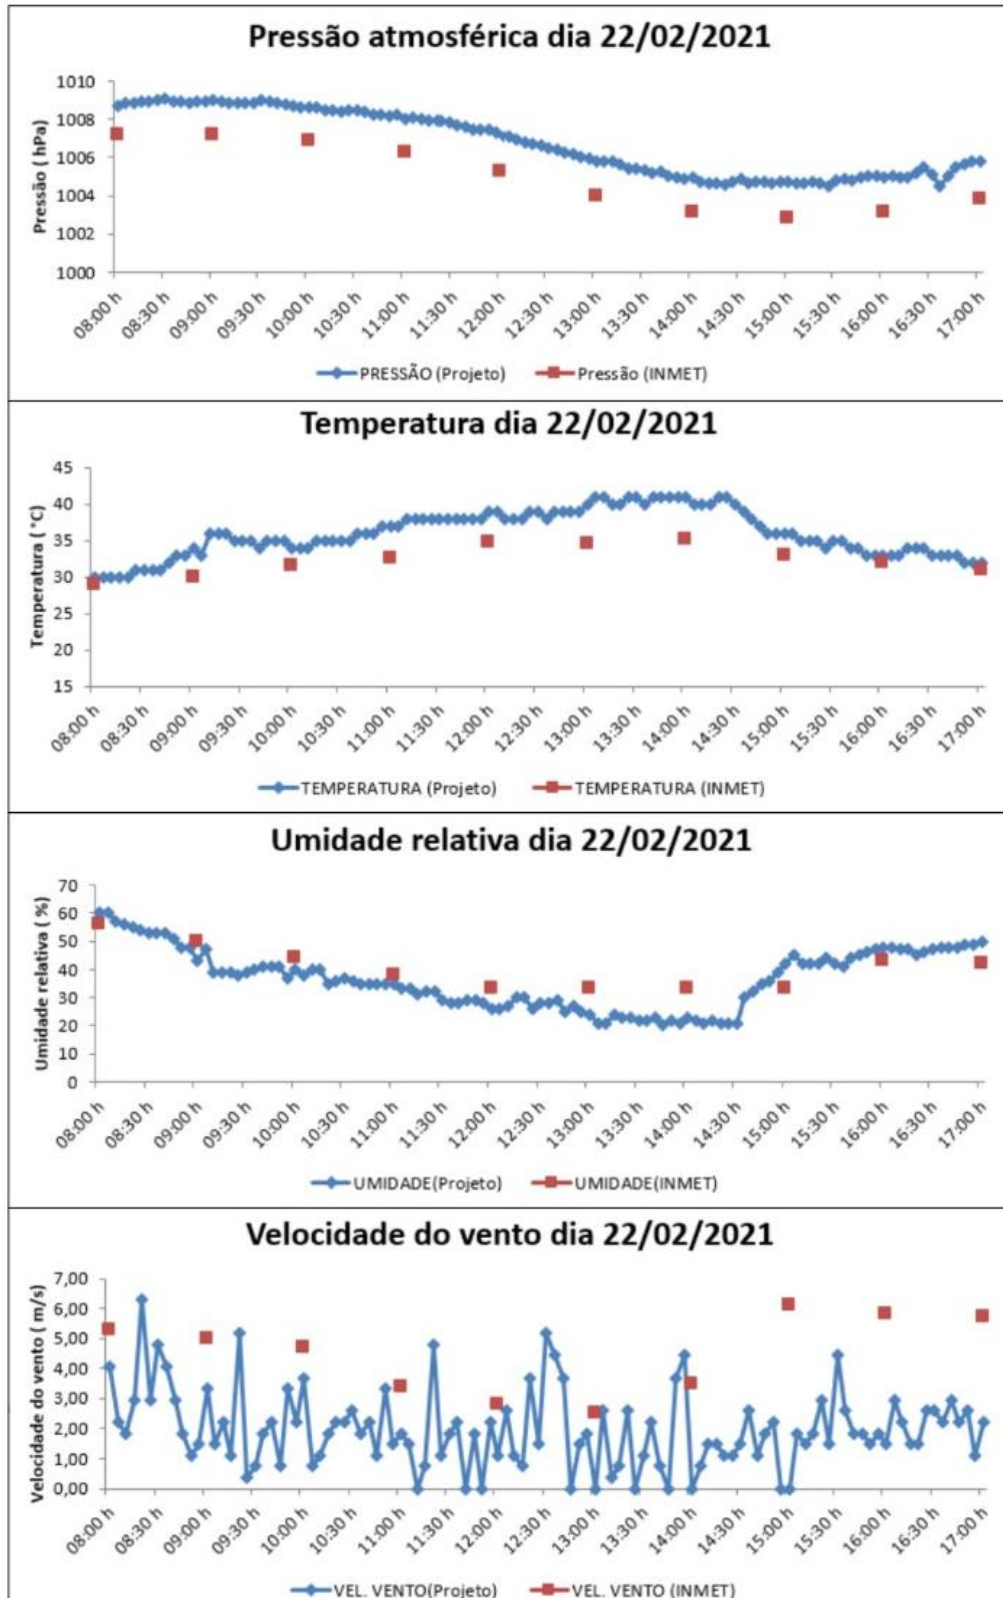 Pressão atmosférica dia 22/02/2021
Pressão ( hPa)
1010
1008
1006
1004
1002
1000
08:00 h 08:30 h 09:00 h 09:30 h 10:00 h 10:30 h 11:00 h 11:30 h 12:00 h 12:30 h 13:00 h 13:30 h 14:00 h 14:30 h 15:00 h 15:30 h 16:00 h 16:30 h 17:00 h
PRESSÃO (Projeto) Pressão (INMET)
Temperatura dia 22/02/2021
Temperatura (°C)
45
40
35
30
25
20
15
08:00 h 08:30 h 09:00 h 09:30 h 10:00 h 10:30 h 11:00 h 11:30 h 12:00 h 12:30 h 13:00 h 13:30 h 14:00 h 14:30 h 15:00 h 15:30 h 16:00 h 16:30 h 17:00 h
TEMPERATURA (Projeto) TEMPERATURA (INMET)
Umidade relativa dia 22/02/2021
Umidade relativa ( %)
70
60
50
40
30
20
10
0
08:00 h 08:30 h 09:00 h 09:30 h 10:00 h 10:30 h 11:00 h 11:30 h 12:00 h 12:30 h 13:00 h 13:30 h 14:00 h 14:30 h 15:00 h 15:30 h 16:00 h 16:30 h 17:00 h
UMIDADE(Projeto) UMIDADE(INMET)
Velocidade do vento dia 22/02/2021
Velocidade do vento ( m/s)
7,00
6,00
5,00
4,00
3,00
2,00
1,00
0,00
08:00 h 08:30 h 09:00 h 09:30 h 10:00 h 10:30 h 11:00 h 11:30 h 12:00 h 12:30 h 13:00 h 13:30 h 14:00 h 14:30 h 15:00 h 15:30 h 16:00 h 16:30 h 17:00 h
VEL. VENTO(Projeto) VEL. VENTO (INMET)